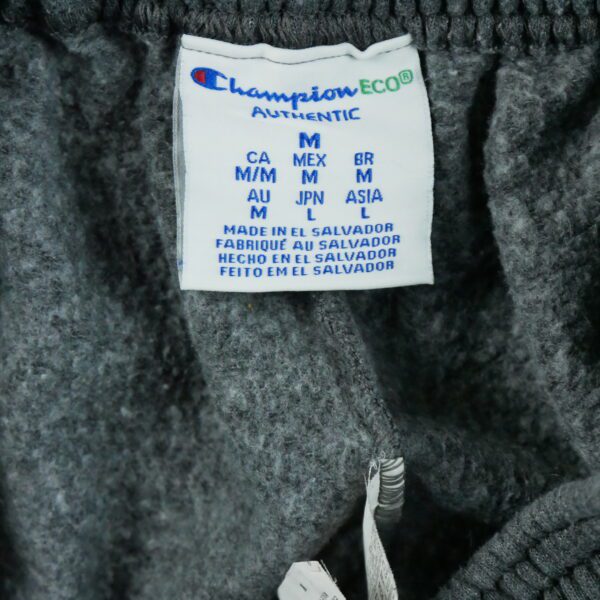 Champion ECO®
AUTHENTIC
M
CA MEX BR
M/M M M
AU JPN ASIA
M L L
MADE IN EL SALVADOR
FABRIQUÉ AU SALVADOR
HECHO EN EL SALVADOR
FEITO EM EL SALVADOR